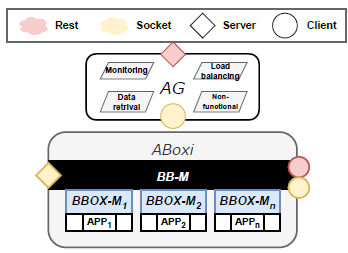 Rest Socket Server Client
Monitoring
Load
balancing
AG
Data
retrival
Non-
functional
ABoxi
BB-M
BBOX-M1 BBOX-M2 BBOX-Mn
APP1 APP2 APPn